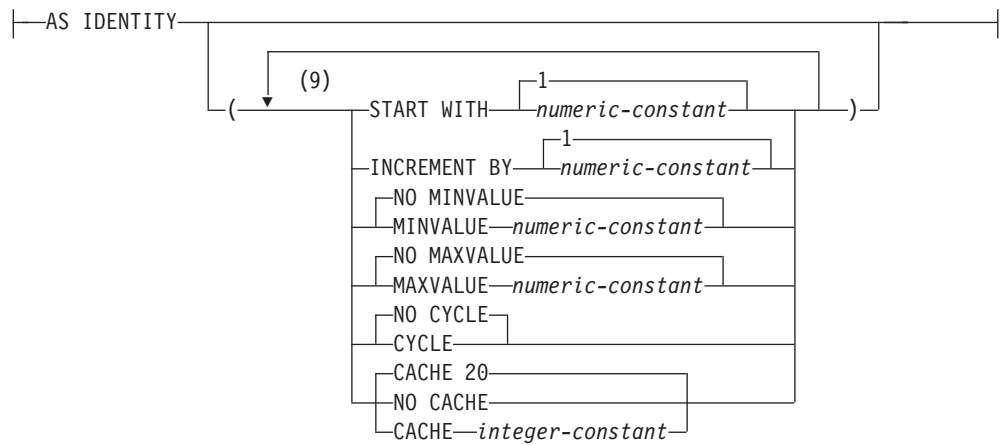 AS IDENTITY
(9)
1
( START WITH numeric-constant )
1
INCREMENT BY numeric-constant
NO MINVALUE
MINVALUE numeric-constant
NO MAXVALUE
MAXVALUE numeric-constant
NO CYCLE
CYCLE
CACHE 20
NO CACHE
CACHE integer-constant